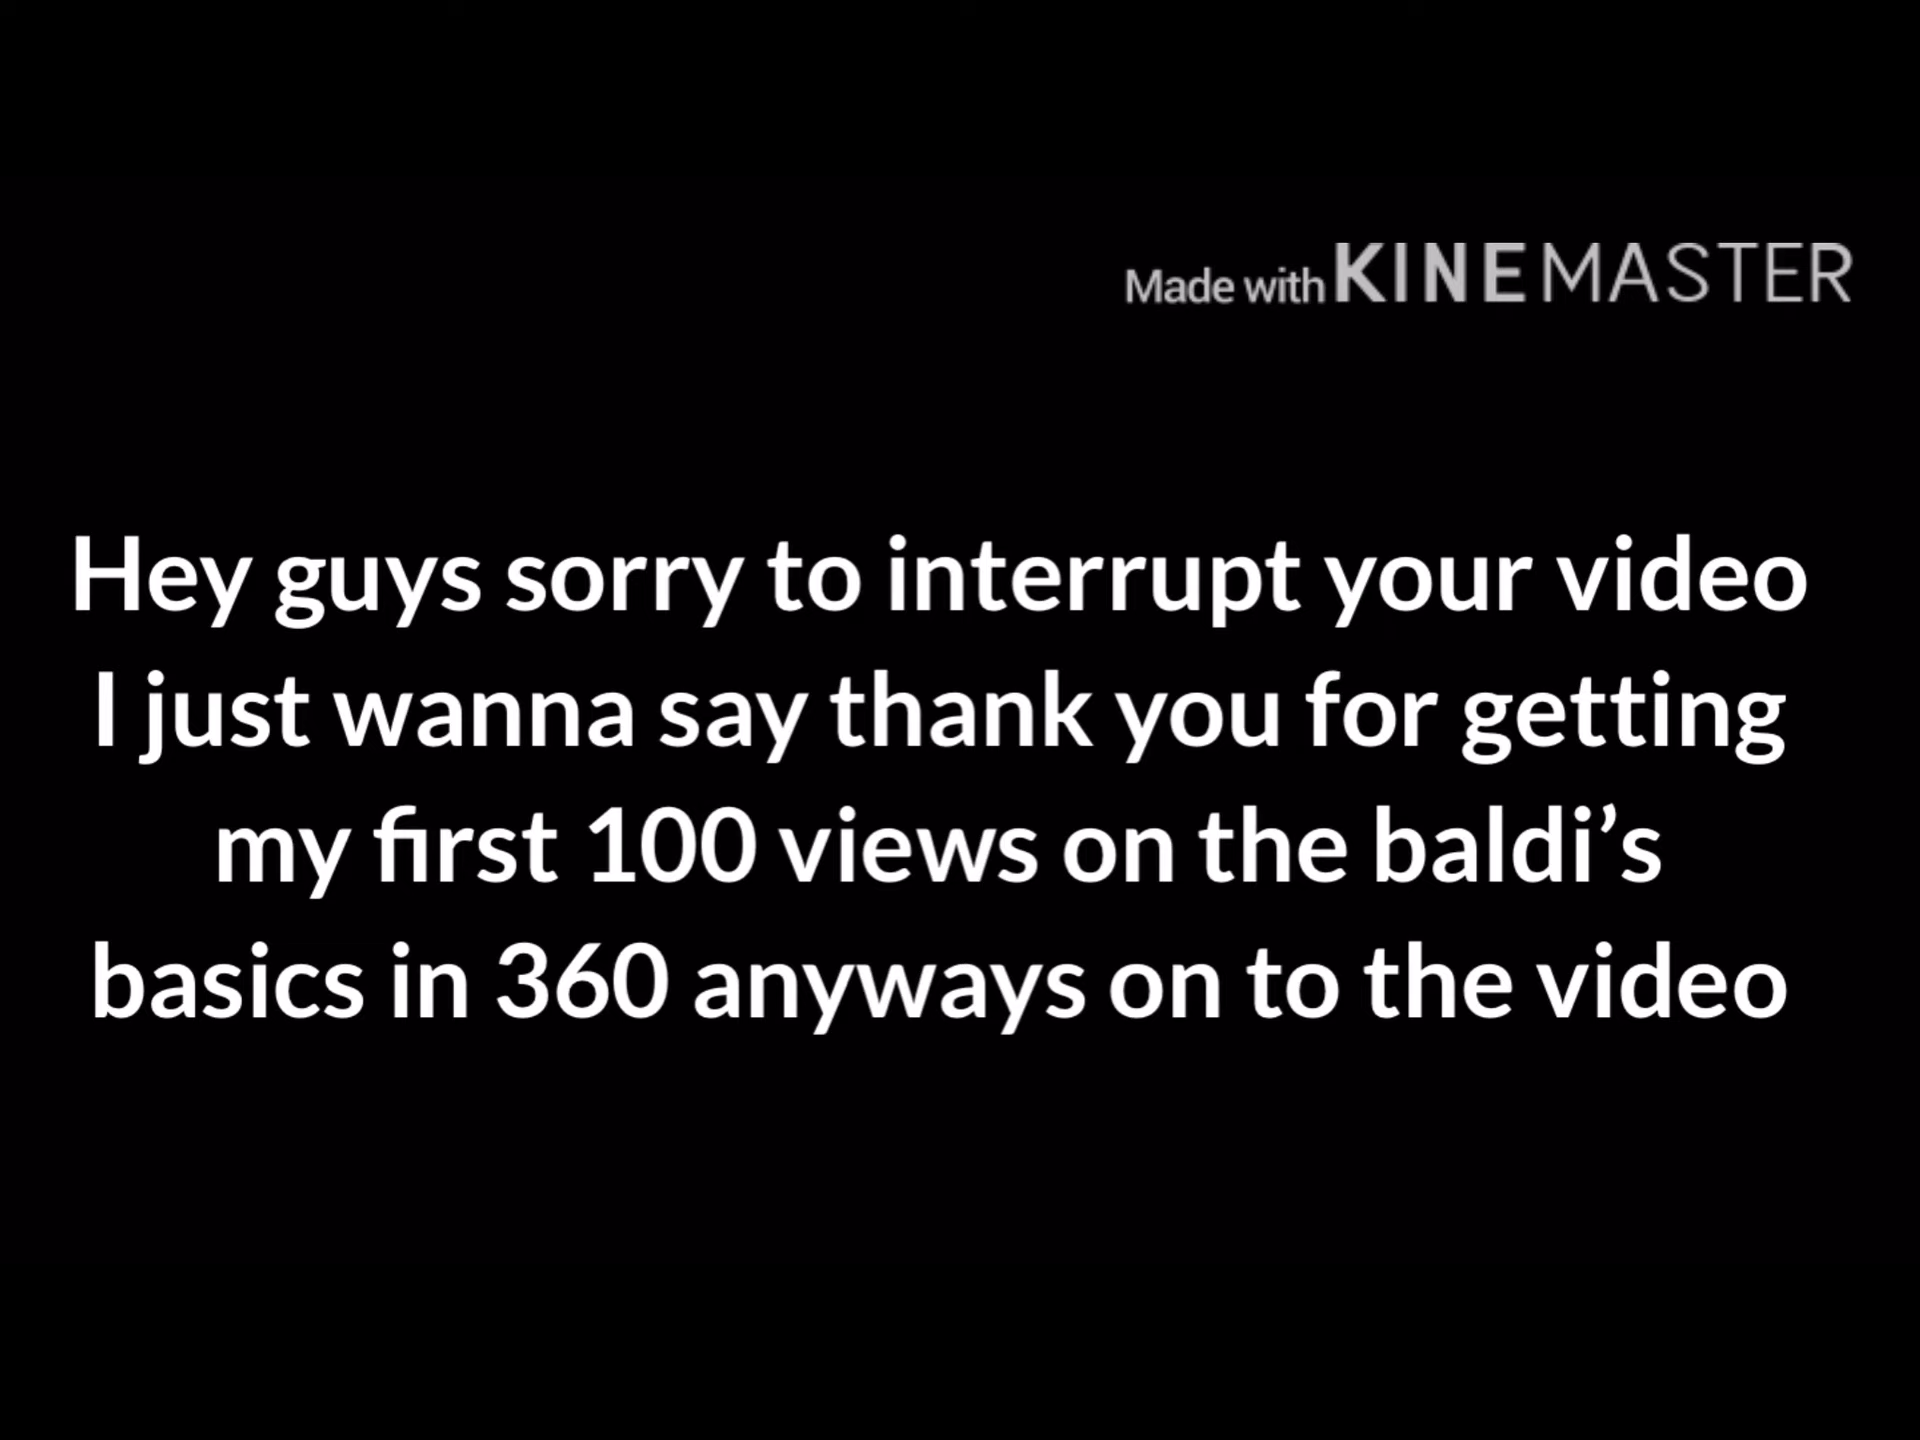 Made with KINEMASTER
Hey guys sorry to interrupt your video
I just wanna say thank you for getting
my first 100 views on the baldi’s
basics in 360 anyways on to the video